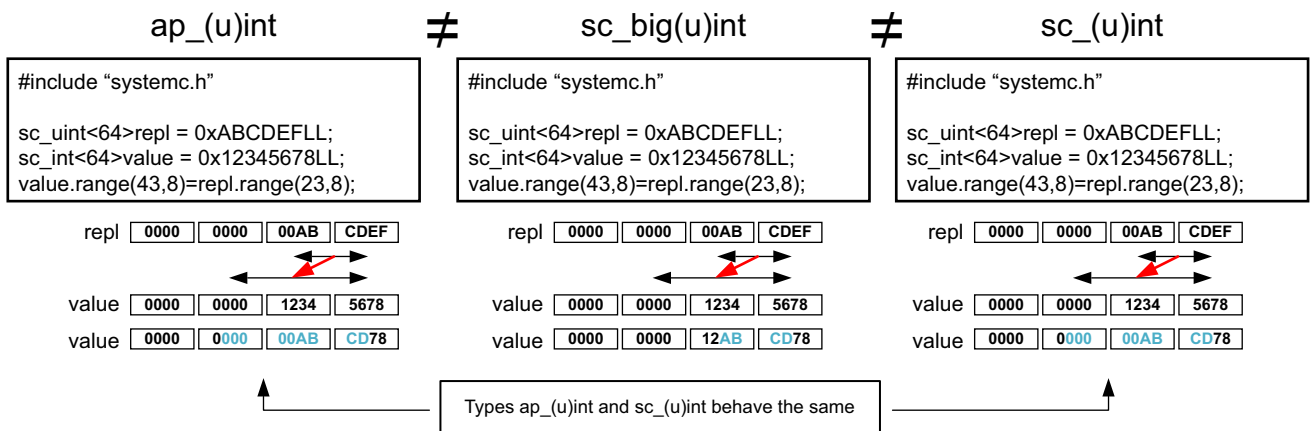 ap_(u)int ≠ sc_big(u)int ≠ sc_(u)int
#include “systemc.h”
sc_uint<64>repl = 0xABCDEFLL;
sc_int<64>value = 0x12345678LL;
value.range(43,8)=repl.range(23,8);
#include “systemc.h”
sc_uint<64>repl = 0xABCDEFLL;
sc_int<64>value = 0x12345678LL;
value.range(43,8)=repl.range(23,8);
#include “systemc.h”
sc_uint<64>repl = 0xABCDEFLL;
sc_int<64>value = 0x12345678LL;
value.range(43,8)=repl.range(23,8);
repl 0000 0000 00AB CDEF
value 0000 0000 1234 5678
value 0000 0000 00AB CD78
repl 0000 0000 00AB CDEF
value 0000 0000 1234 5678
value 0000 0000 12AB CD78
repl 0000 0000 00AB CDEF
value 0000 0000 1234 5678
value 0000 0000 00AB CD78
Types ap_(u)int and sc_(u)int behave the same